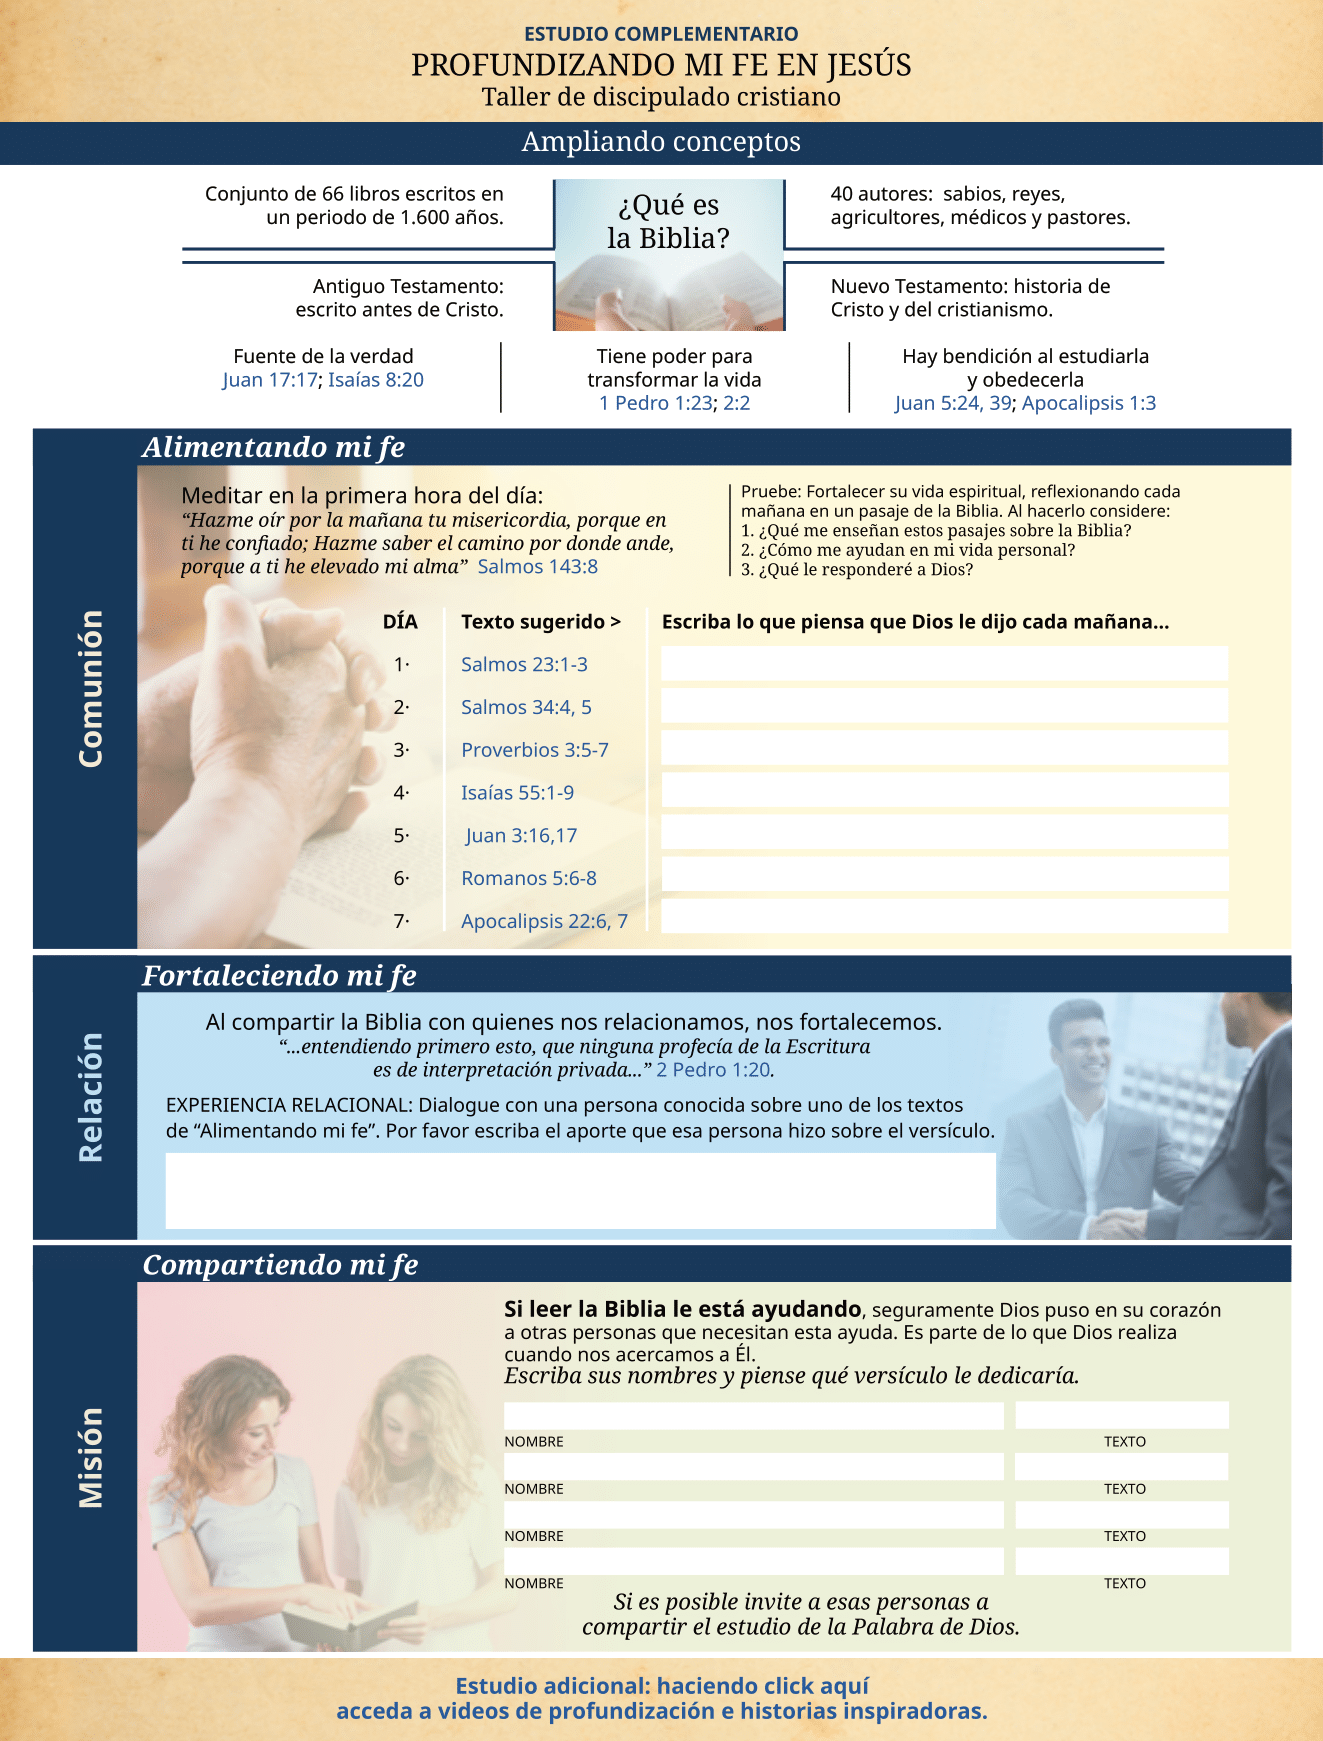 ESTUDIO COMPLEMENTARIO
PROFUNDIZANDO MI FE EN JESÚS
Taller de discipulado cristiano
Ampliando conceptos
Conjunto de 66 libros escritos en
un periodo de 1.600 años.
¿Qué es
la Biblia?
40 autores:  sabios, reyes,
agricultores, médicos y pastores.
Antiguo Testamento:
escrito antes de Cristo.
Nuevo Testamento: historia de
Cristo y del cristianismo.
Fuente de la verdad
Juan 17:17; Isaías 8:20
Tiene poder para
transformar la vida
1 Pedro 1:23; 2:2
Hay bendición al estudiarla
y obedecerla
Juan 5:24, 39; Apocalipsis 1:3
Comunión
Alimentando mi fe
Meditar en la primera hora del día:
“Hazme oír por la mañana tu misericordia, porque en
ti he confiado; Hazme saber el camino por donde ande,
porque a ti he elevado mi alma”  Salmos 143:8
Pruebe: Fortalecer su vida espiritual, reflexionando cada
mañana en un pasaje de la Biblia. Al hacerlo considere:
1. ¿Qué me enseñan estos pasajes sobre la Biblia?
2. ¿Cómo me ayudan en mi vida personal?
3. ¿Qué le responderé a Dios?
DÍA Texto sugerido > Escriba lo que piensa que Dios le dijo cada mañana...
1· Salmos 23:1-3
2· Salmos 34:4, 5
3· Proverbios 3:5-7
4· Isaías 55:1-9
5· Juan 3:16,17
6· Romanos 5:6-8
7· Apocalipsis 22:6, 7
Relación
Fortaleciendo mi fe
Al compartir la Biblia con quienes nos relacionamos, nos fortalecemos.
“...entendiendo primero esto, que ninguna profecía de la Escritura
es de interpretación privada...” 2 Pedro 1:20.
EXPERIENCIA RELACIONAL: Dialogue con una persona conocida sobre uno de los textos
de “Alimentando mi fe”. Por favor escriba el aporte que esa persona hizo sobre el versículo.
Misión
Compartiendo mi fe
Si leer la Biblia le está ayudando, seguramente Dios puso en su corazón
a otras personas que necesitan esta ayuda. Es parte de lo que Dios realiza
cuando nos acercamos a Él.
Escriba sus nombres y piense qué versículo le dedicaría.
NOMBRE TEXTO
NOMBRE TEXTO
NOMBRE TEXTO
NOMBRE TEXTO
Si es posible invite a esas personas a
compartir el estudio de la Palabra de Dios.
Estudio adicional: haciendo click aquí
acceda a videos de profundización e historias inspiradoras.